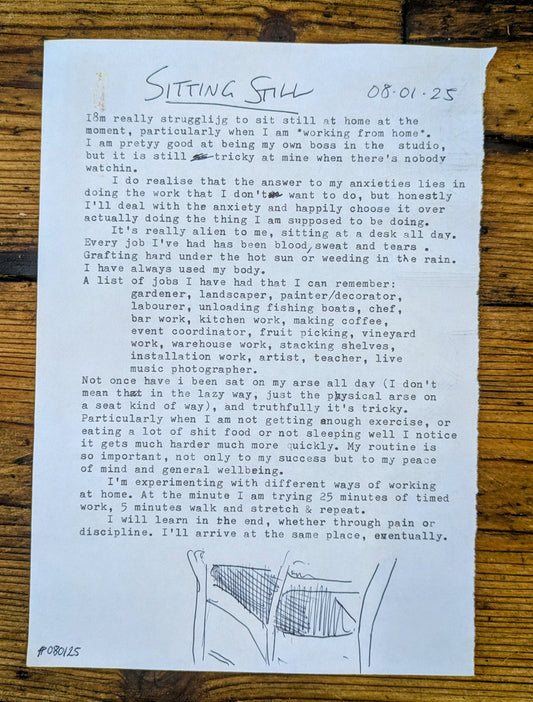 SITTING STILL 08·01·25
I8m really strugglijg to sit still at home at the
moment, particularly when I am *working from home*.
I am pretyy good at being my own boss in the studio,
but it is still tricky at mine when there's nobody
watchin.
I do realise that the answer to my anxieties lies in
doing the work that I don't want to do, but honestly
I'll deal with the anxiety and happily choose it over
actually doing the thing I am supposed to be doing.
It's really alien to me, sitting at a desk all day.
Every job I've had has been blood,sweat and tears .
Grafting hard under the hot sun or weeding in the rain.
I have always used my body.
A list of jobs I have had that I can remember:
gardener, landscaper, painter/decorator,
labourer, unloading fishing boats, chef,
bar work, kitchen work, making coffee,
event coordinator, fruit picking, vineyard
work, warehouse work, stacking shelves,
installation work, artist, teacher, live
music photographer.
Not once have i been sat on my arse all day (I don't
mean that in the lazy way, just the physical arse on
a seat kind of way), and truthfully it's tricky.
Particularly when I am not getting enough exercise, or
eating a lot of shit food or not sleeping well I notice
it gets much harder much more quickly. My routine is
so important, not only to my success but to my peace
of mind and general wellbeing.
I'm experimenting with different ways of working
at home. At the minute I am trying 25 minutes of timed
work, 5 minutes walk and stretch & repeat.
I will learn in the end, whether through pain or
discipline. I'll arrive at the same place, eventually.
#080125